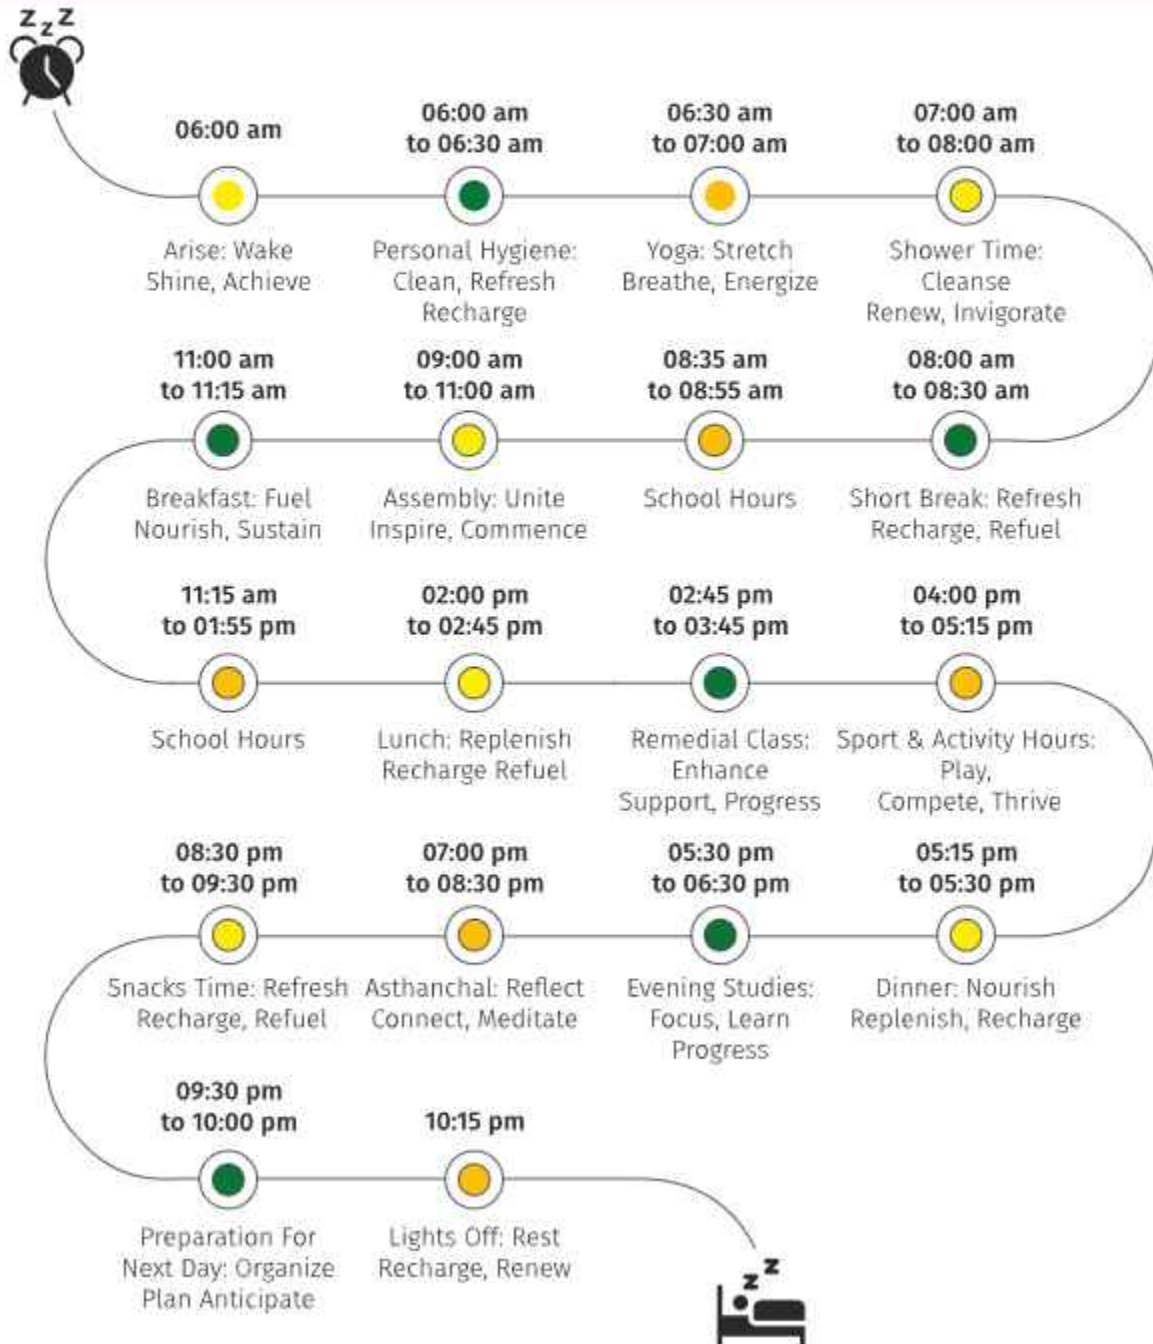 z z z
06:00 am
Arise: Wake
Shine, Achieve
06:00 am
to 06:30 am
Personal Hygiene:
Clean, Refresh
Recharge
06:30 am
to 07:00 am
Yoga: Stretch
Breathe, Energize
07:00 am
to 08:00 am
Shower Time:
Cleanse
Renew, Invigorate
11:00 am
to 11:15 am
Breakfast: Fuel
Nourish, Sustain
09:00 am
to 11:00 am
Assembly: Unite
Inspire, Commence
08:35 am
to 08:55 am
School Hours
08:00 am
to 08:30 am
Short Break: Refresh
Recharge, Refuel
11:15 am
to 01:55 pm
School Hours
02:00 pm
to 02:45 pm
Lunch: Replenish
Recharge Refuel
02:45 pm
to 03:45 pm
Remedial Class:
Enhance
Support, Progress
04:00 pm
to 05:15 pm
Sport & Activity Hours:
Play,
Compete, Thrive
08:30 pm
to 09:30 pm
Snacks Time: Refresh
Recharge, Refuel
07:00 pm
to 08:30 pm
Asthanchal: Reflect
Connect, Meditate
05:30 pm
to 06:30 pm
Evening Studies:
Focus, Learn
Progress
05:15 pm
to 05:30 pm
Dinner: Nourish
Replenish, Recharge
09:30 pm
to 10:00 pm
Preparation For
Next Day: Organize
Plan Anticipate
10:15 pm
Lights Off: Rest
Recharge, Renew
z z